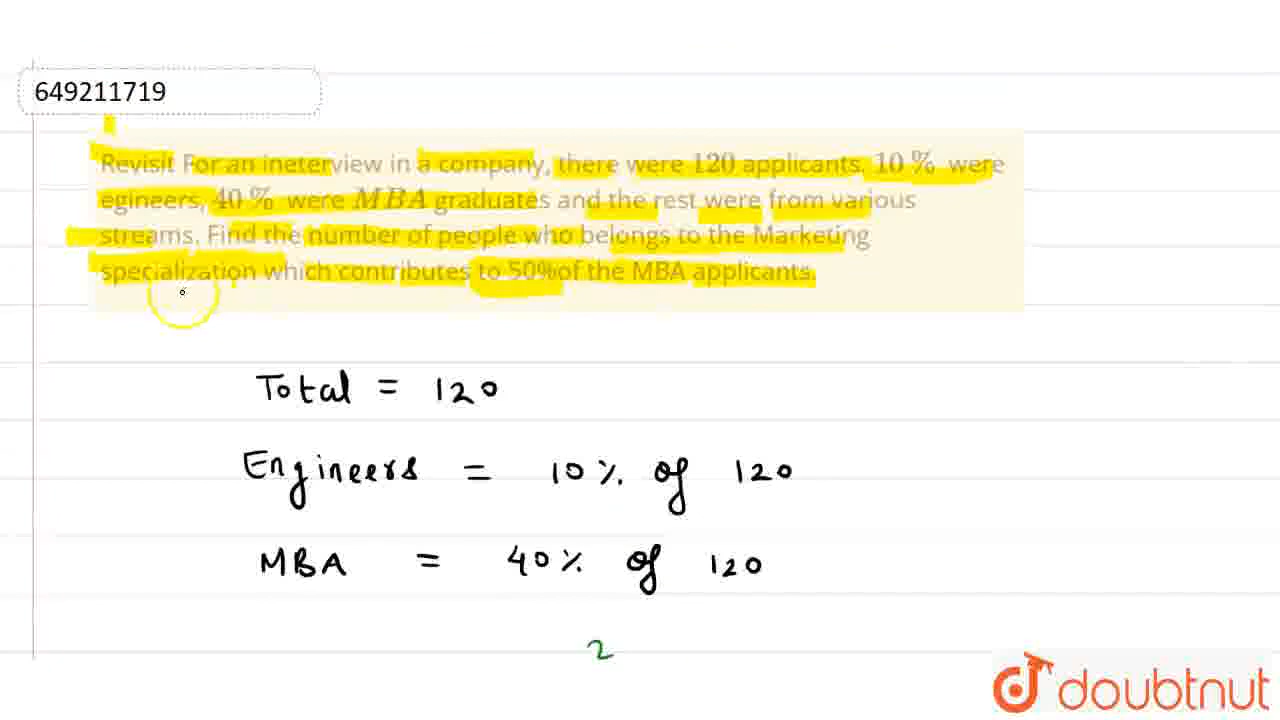 649211719
Revisit For an ineterview in a company, there were 120 applicants. 10 % were
egineers, 40 % were MBA graduates and the rest were from various
streams. Find the number of people who belongs to the Marketing
specialization which contributes to 50%of the MBA applicants.
Total = 120
Engineers = 10 % of 120
MBA = 40 % of 120
2
doubtnut